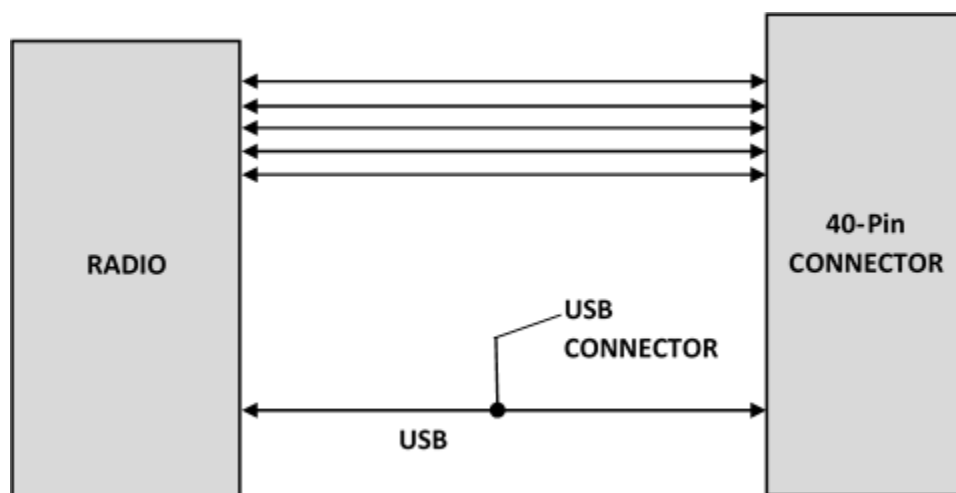 RADIO
40-Pin
CONNECTOR
USB
CONNECTOR
USB